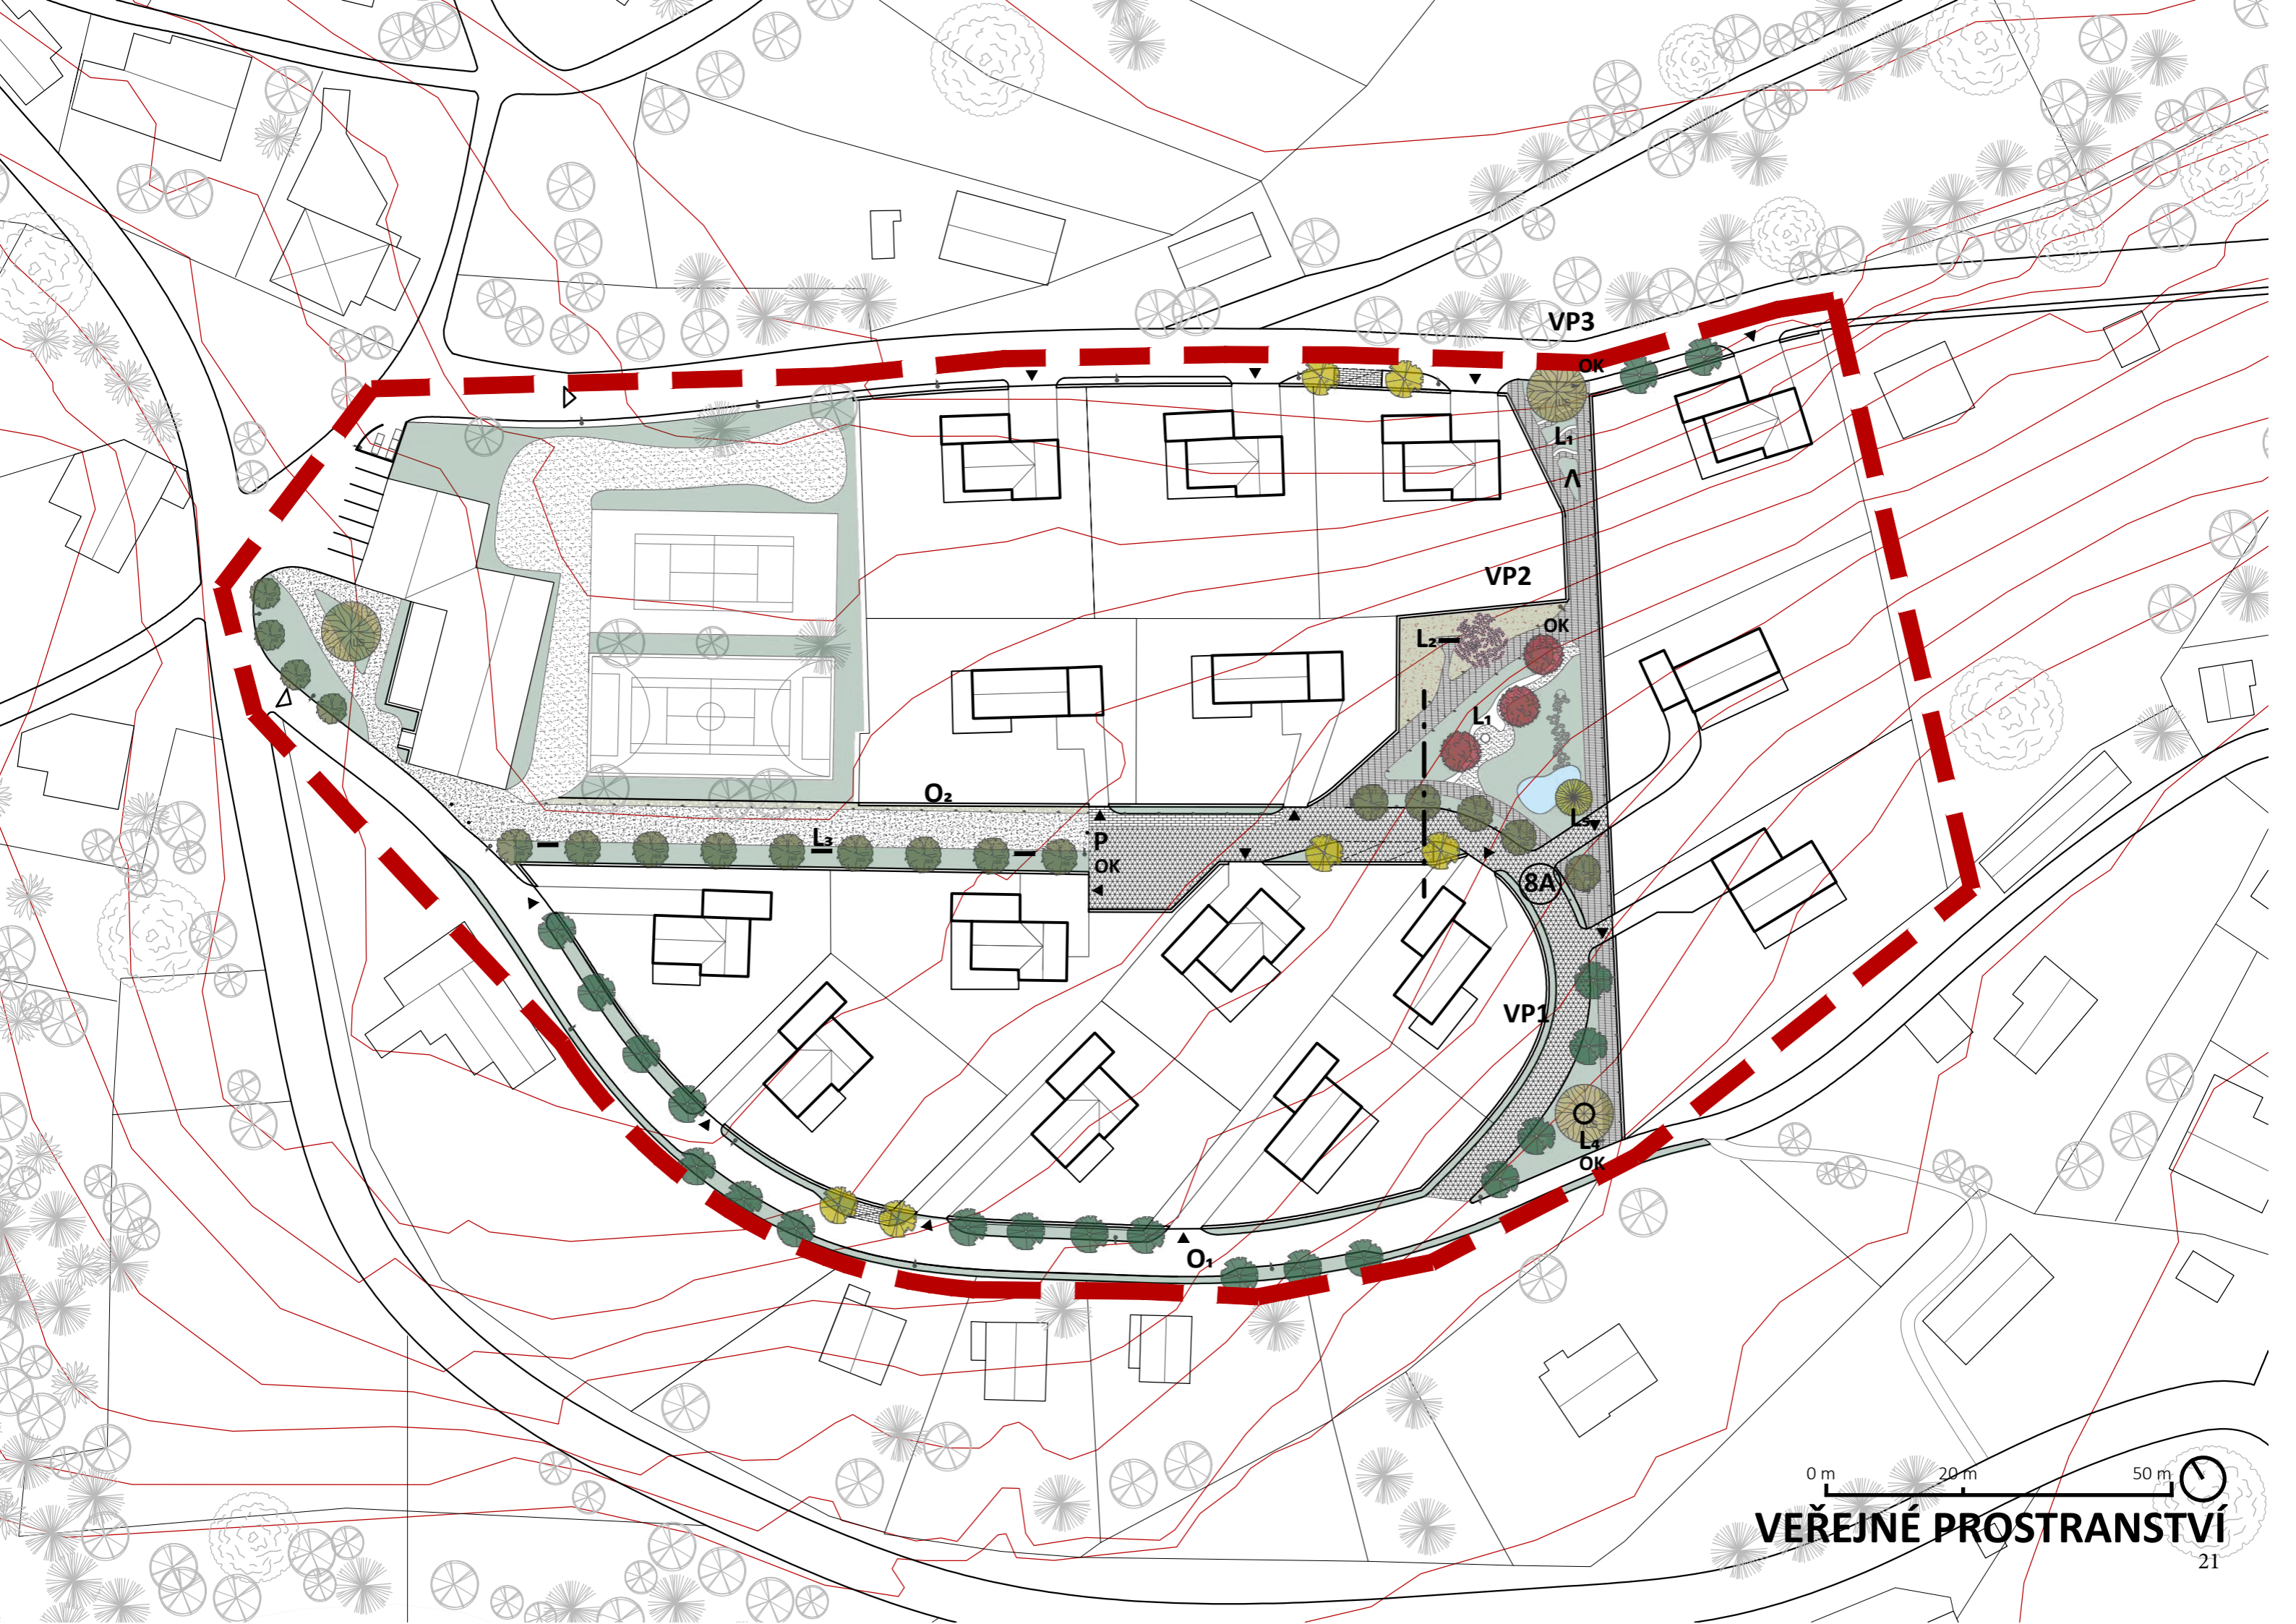 VP3
OK
L₁
V
VP2
OK
L₂
L₁
O₂
L₅
L₃
P
OK
8A
VP1
L₄
OK
O₁
0 m 20 m 50 m
VEŘEJNÉ PROSTRANSTVÍ
21